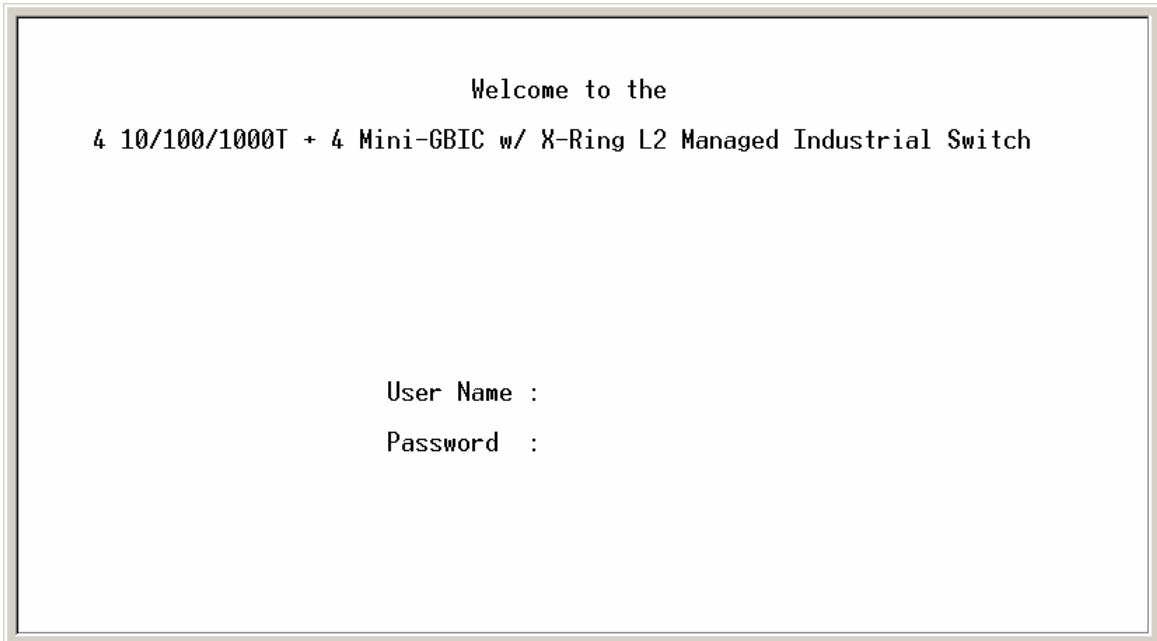 Welcome to the
4 10/100/1000T + 4 Mini-GBIC w/ X-Ring L2 Managed Industrial Switch
User Name :
Password :